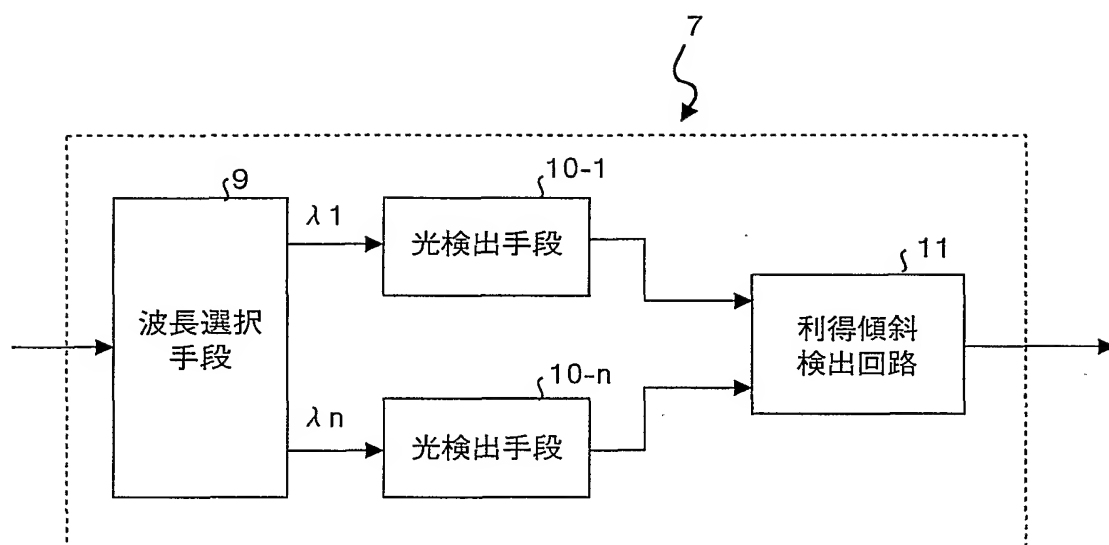 7
9
10-1
λ1
光検出手段
11
波長選択
手段
利得傾斜
検出回路
10-n
λn
光検出手段